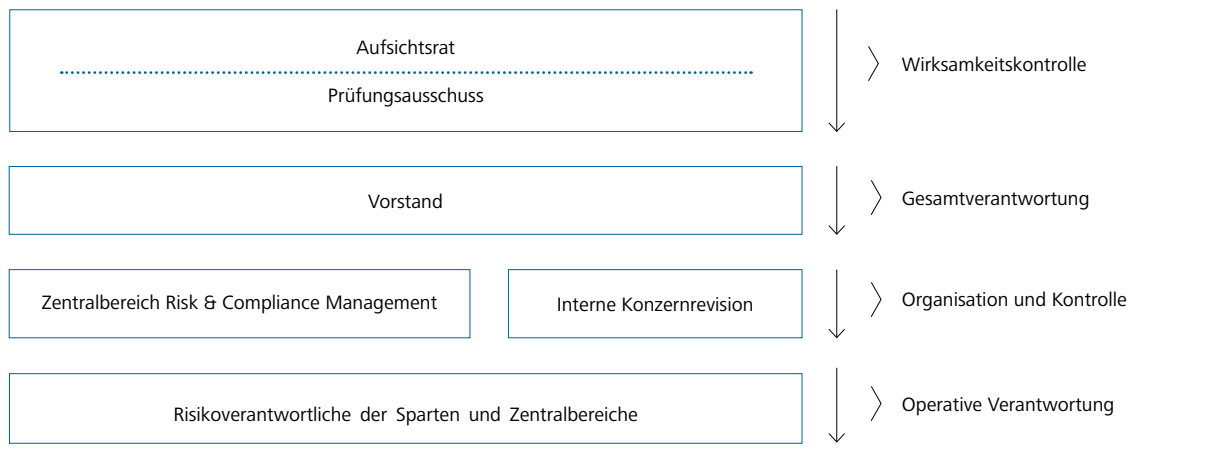 Aufsichtsrat
Prüfungsausschuss
Wirksamkeitskontrolle
Vorstand
Gesamtverantwortung
Zentralbereich Risk & Compliance Management
Interne Konzernrevision
Organisation und Kontrolle
Risikoverantwortliche der Sparten und Zentralbereiche
Operative Verantwortung